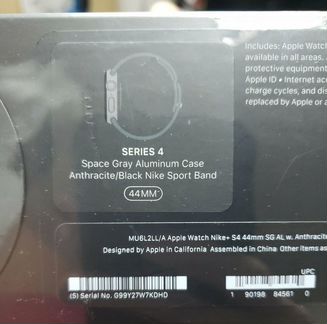 Includes: Apple Watch
available in all areas.
protective equipment
Apple ID • Internet acc
charge cycles, and dis
replaced by Apple or a
SERIES 4
Space Gray Aluminum Case
Anthracite/Black Nike Sport Band
44MM
MU6L2LL/A Apple Watch Nike+ S4 44mm SG AL w. Anthracite
Designed by Apple in California Assembled in China Other items as
UPC
(S) Serial No. G99Y27W7KDHD
1 90198 84561 0